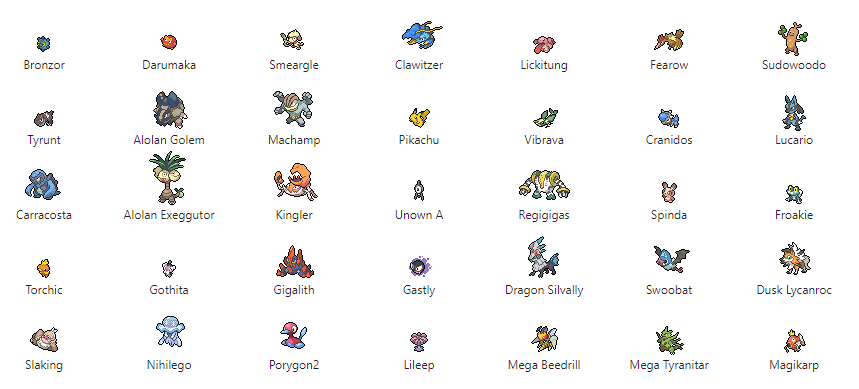 Bronzor Darumaka Smeargle Clawitzer Lickitung Fearow Sudowoodo
Tyrunt Alolan Golem Machamp Pikachu Vibrava Cranidos Lucario
Carracosta Alolan Exeggutor Kingler Unown A Regigigas Spinda Froakie
Torchic Gothita Gigalith Gastly Dragon Silvally Swoobat Dusk Lycanroc
Slaking Nihilego Porygon2 Lileep Mega Beedrill Mega Tyranitar Magikarp